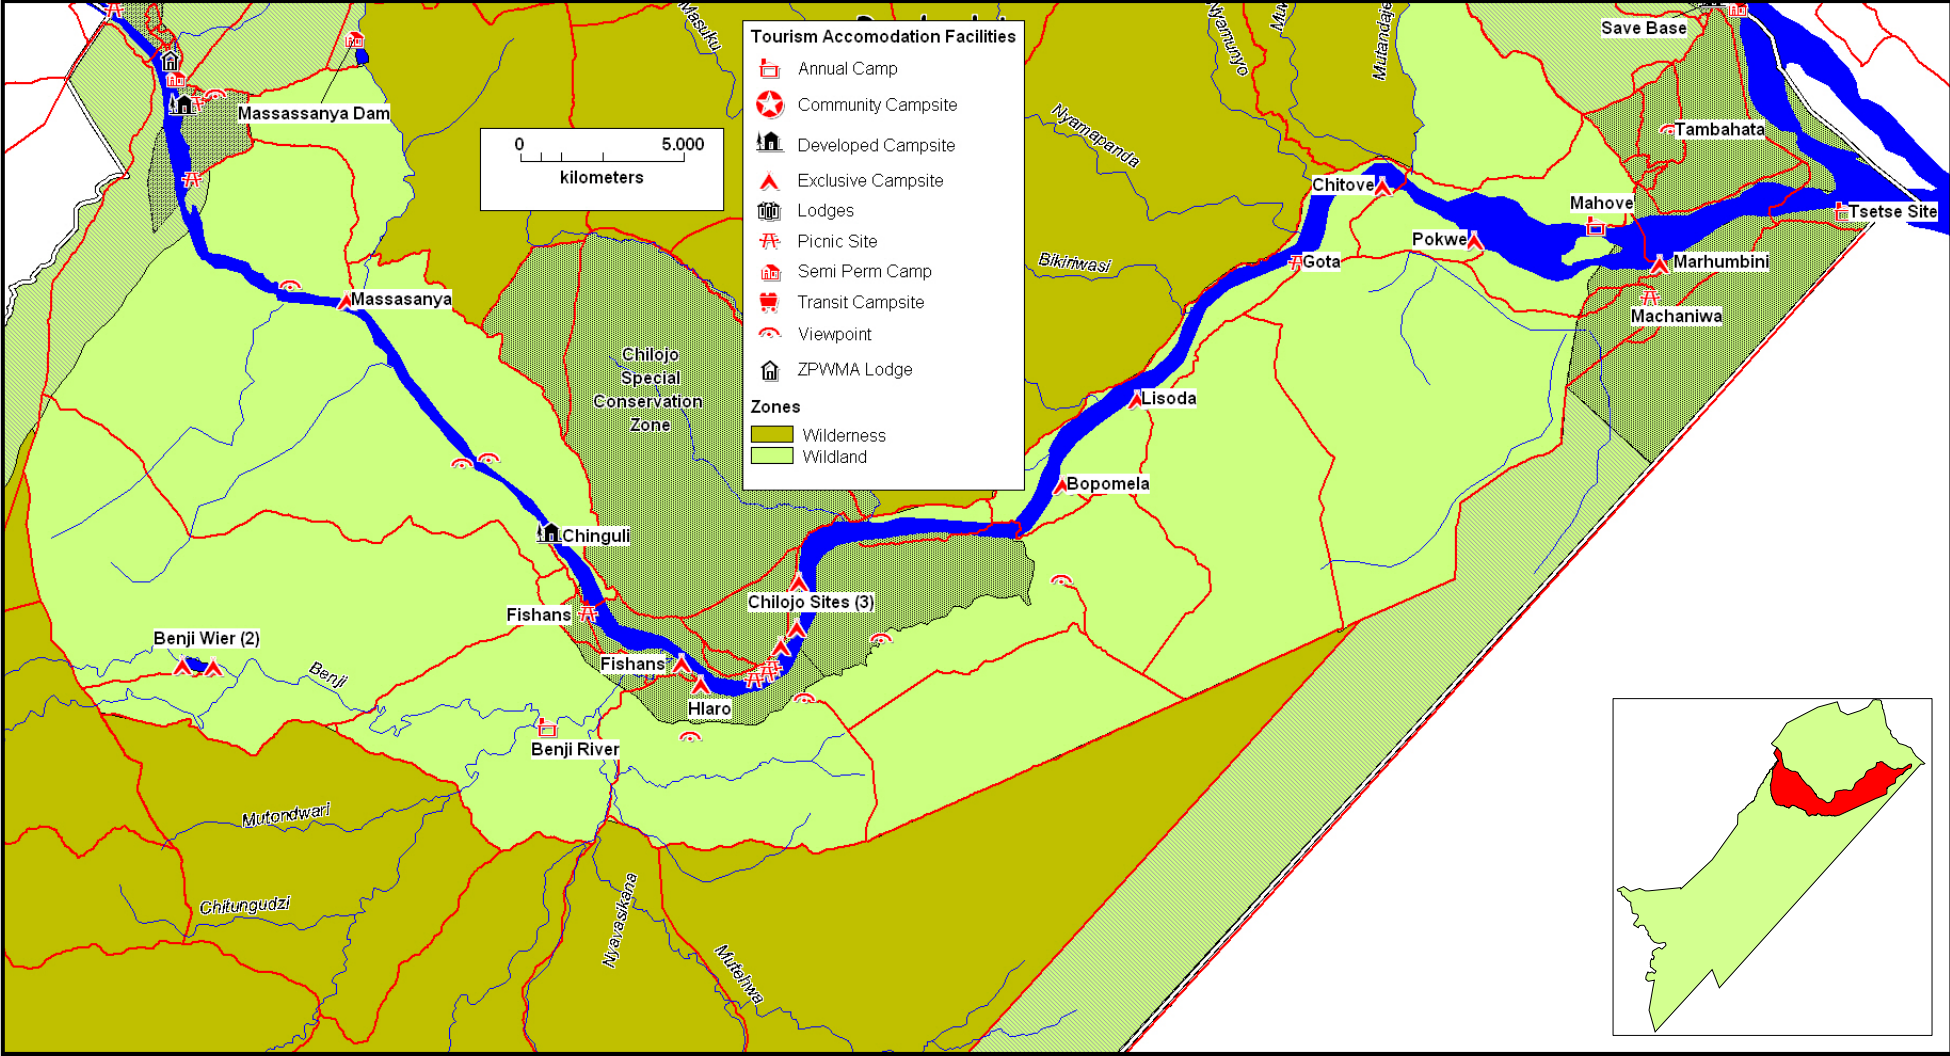 Masuku
Nyamunyo
Mutandaje
Save Base
Tourism Accomodation Facilities
Annual Camp
Community Campsite
Developed Campsite
Exclusive Campsite
Lodges
Picnic Site
Semi Perm Camp
Transit Campsite
Viewpoint
ZPWMA Lodge
Zones
Wilderness
Wildland
Massassanya Dam
0 5.000
kilometers
Nyamapanda
Tambahata
Chitove
Mahove
Tsetse Site
Pokwe
Bikiriwasi
Gota
Marhumbini
Massasanya
Machaniwa
Chilojo
Special
Conservation
Zone
Lisoda
Bopomela
Chinguli
Chilojo Sites (3)
Fishans
Benji Wier (2)
Fishans
Benji
Hlaro
Benji River
Mutondwari
Chitungudzi
Nyavasikana
Mutehwa